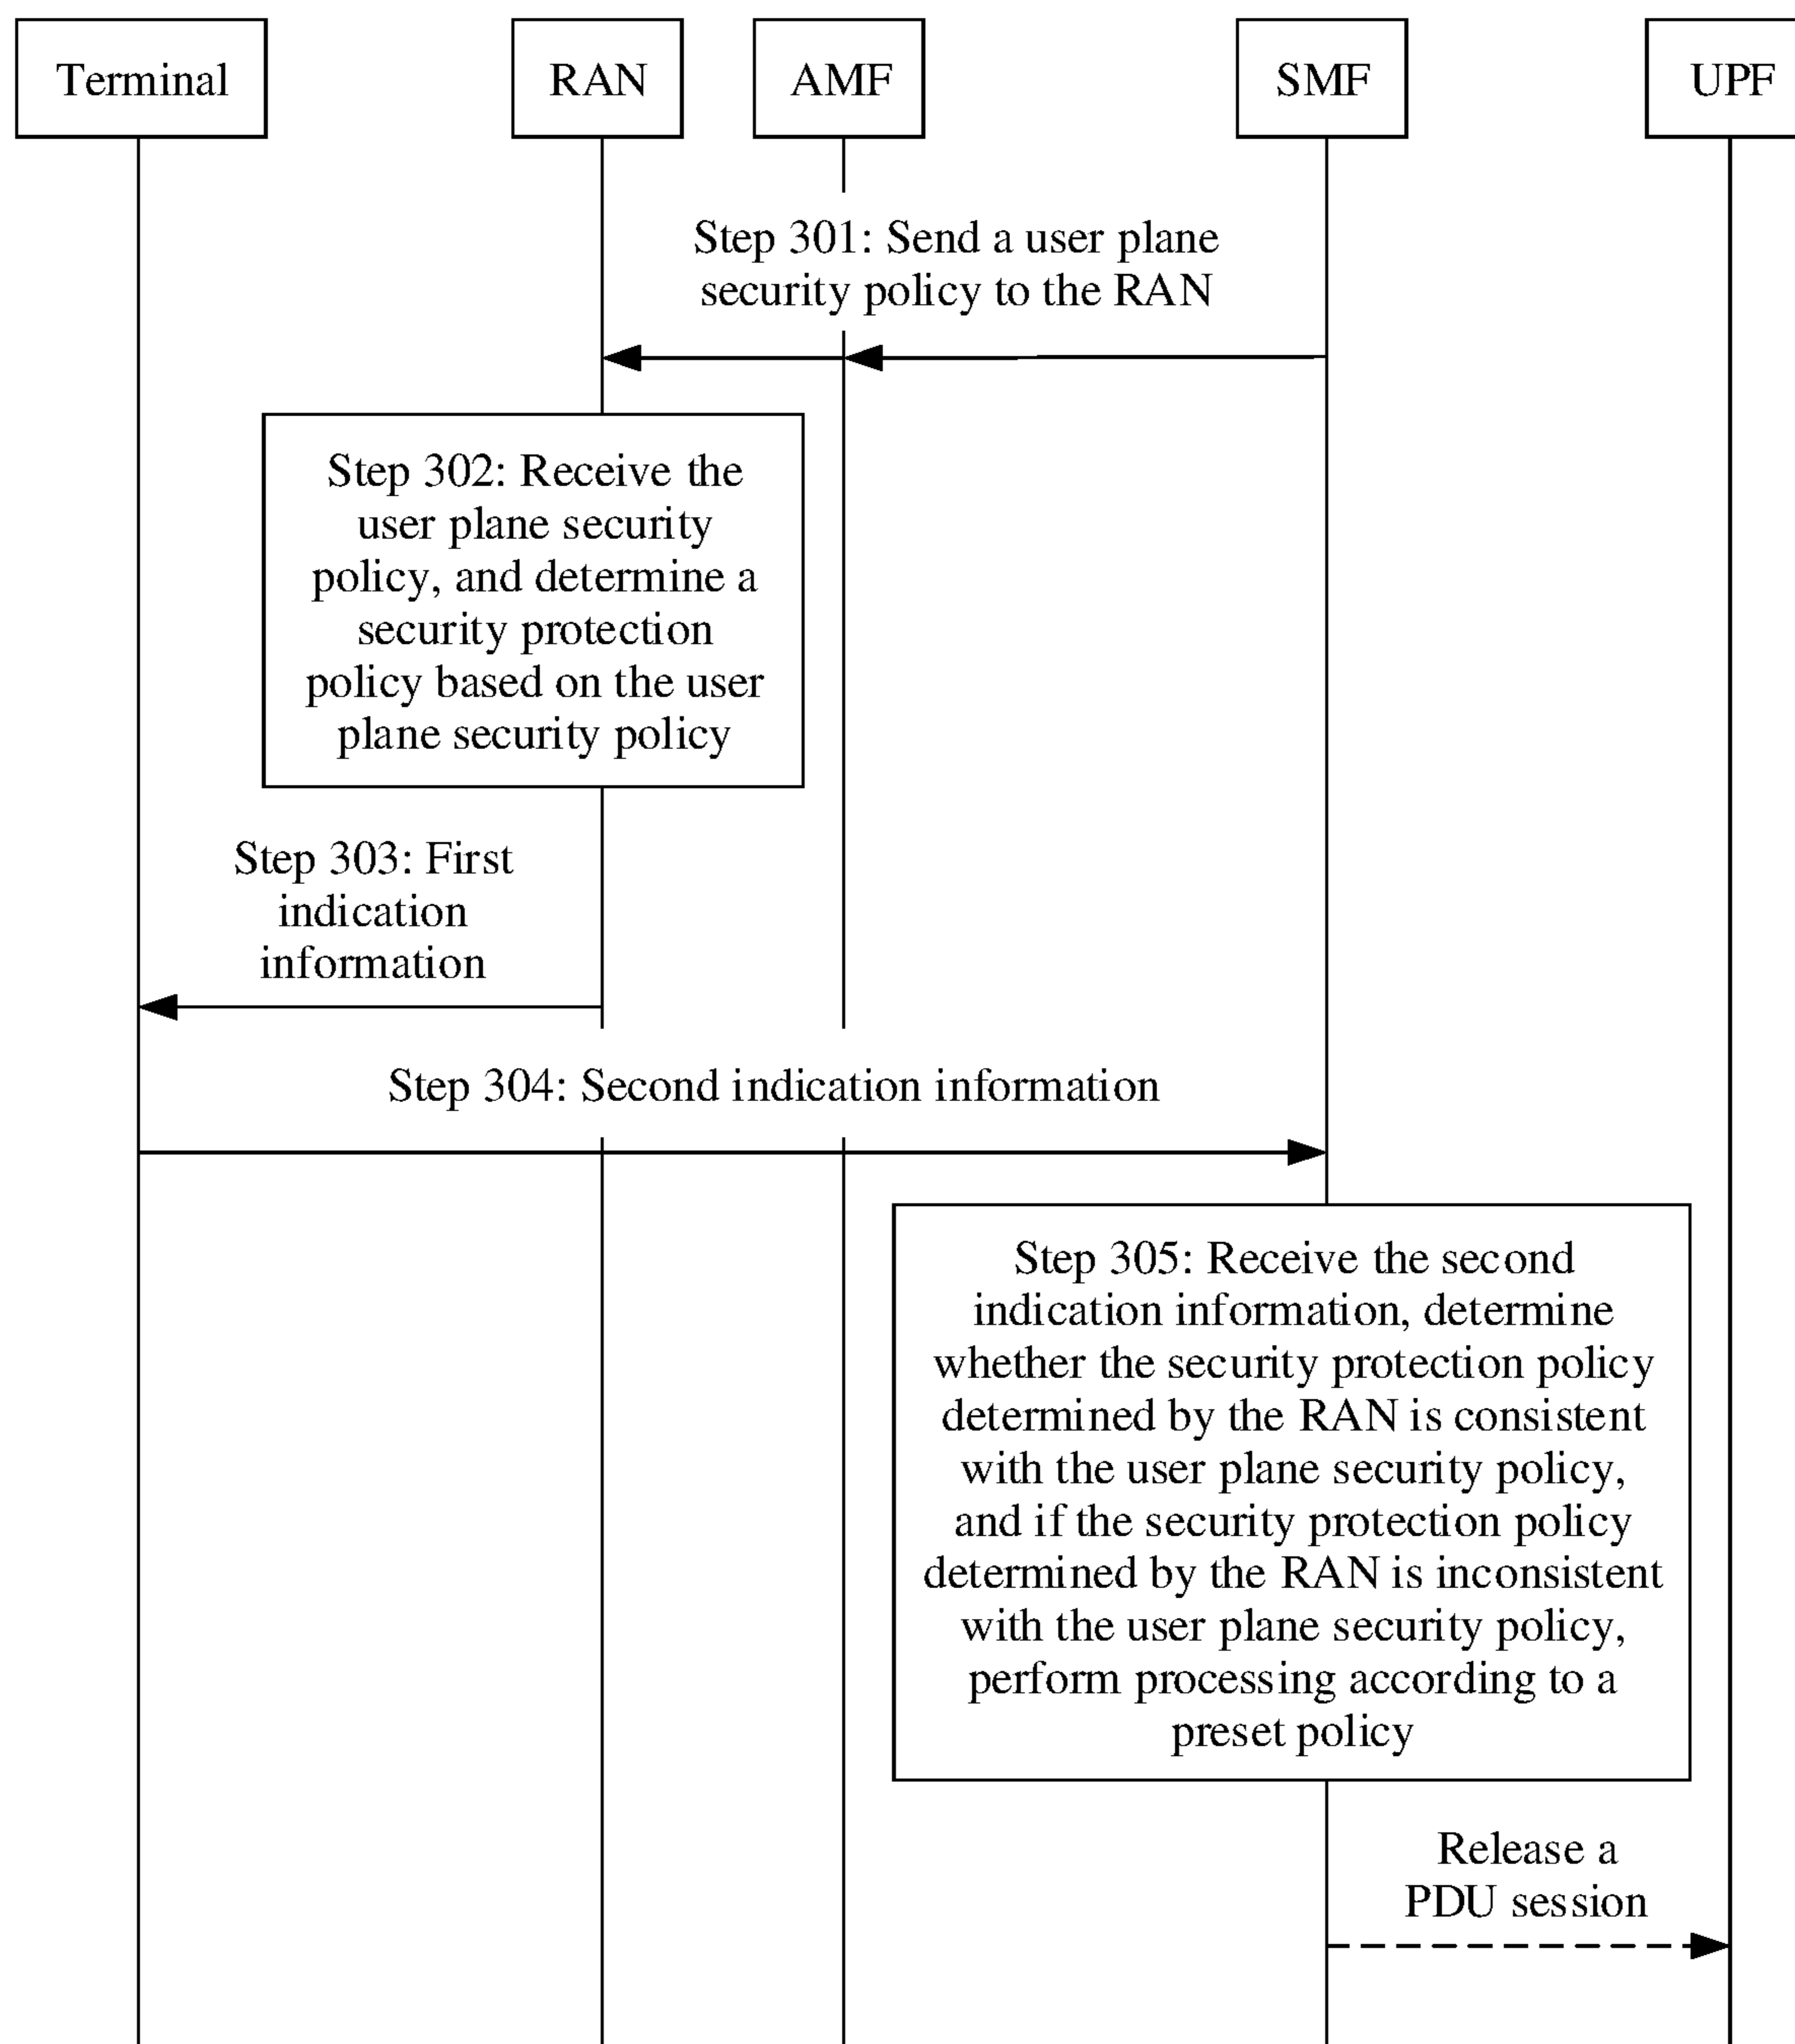 Terminal
RAN
AMF
SMF
UPF
Step 301: Send a user plane
security policy to the RAN
Step 302: Receive the
user plane security
policy, and determine a
security protection
policy based on the user
plane security policy
Step 303: First
indication
information
Step 304: Second indication information
Step 305: Receive the second
indication information, determine
whether the security protection policy
determined by the RAN is consistent
with the user plane security policy,
and if the security protection policy
determined by the RAN is inconsistent
with the user plane security policy,
perform processing according to a
preset policy
Release a
PDU session